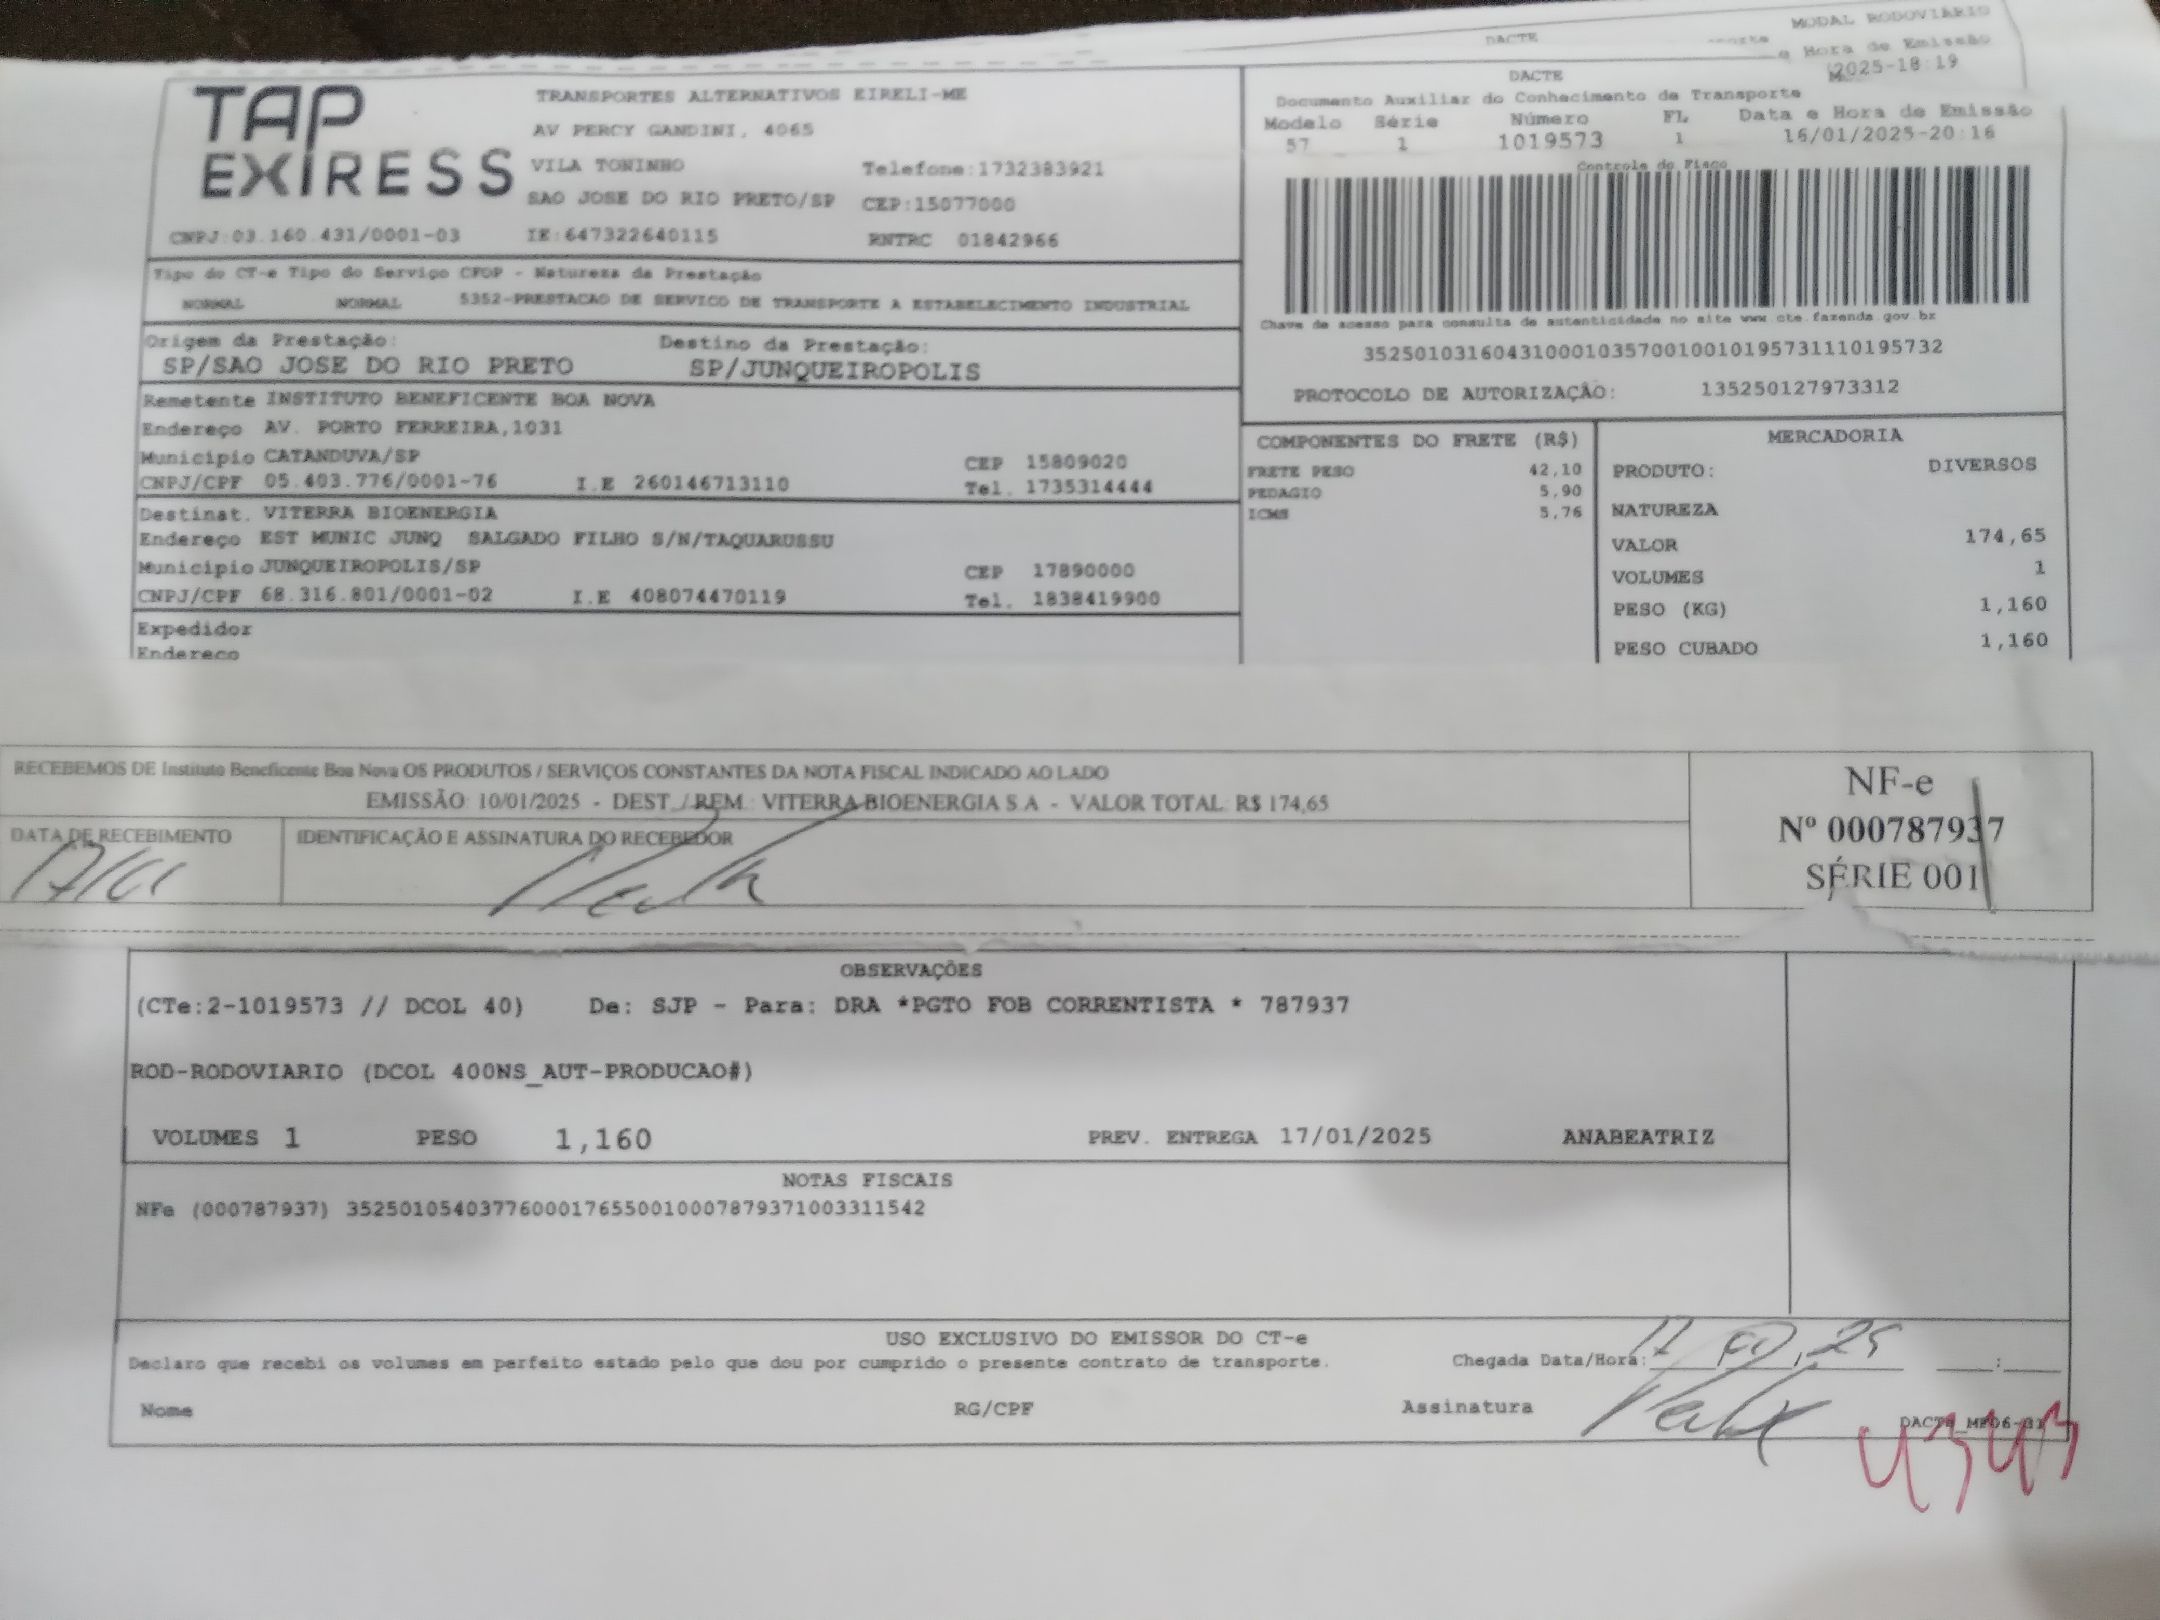 MODAL RODOVIÁRIO
DACTE
e Hora de Emissão
2025-18:19
TAP
EXIRESS
TRANSPORTES ALTERNATIVOS EIRELI-ME
AV PERCY GANDINI, 4065
VILA TONINHO Telefone:1732383921
SAO JOSE DO RIO PRETO/SP CEP:15077000
CNPJ:03.160.431/0001-03 IE:647322640115 RNTRC 01842966
DACTE
Documento Auxiliar do Conhecimento de Transporte
Modelo Série Número FL Data e Hora de Emissão
57 1 1019573 1 16/01/2025-20:16
Controle do Fisco
Chave de acesso para consulta de autenticidade no site www.cte.fazenda.gov.br
35250103160431000103570010010195731110195732
PROTOCOLO DE AUTORIZAÇÃO: 135250127973312
Tipo do CT-e Tipo do Serviço CFOP - Natureza da Prestação
NORMAL NORMAL 5352-PRESTACAO DE SERVICO DE TRANSPORTE A ESTABELECIMENTO INDUSTRIAL
Origem da Prestação: Destino da Prestação:
SP/SAO JOSE DO RIO PRETO SP/JUNQUEIROPOLIS
Remetente INSTITUTO BENEFICENTE BOA NOVA
Endereço AV. PORTO FERREIRA,1031
Município CATANDUVA/SP CEP 15809020
CNPJ/CPF 05.403.776/0001-76 I.E 260146713110 Tel. 1735314444
Destinat. VITERRA BIOENERGIA
Endereço EST MUNIC JUNQ SALGADO FILHO S/N/TAQUARUSSU
Município JUNQUEIROPOLIS/SP CEP 17890000
CNPJ/CPF 68.316.801/0001-02 I.E 408074470119 Tel. 1838419900
Expedidor
Endereço
COMPONENTES DO FRETE (R$)
FRETE PESO 42,10
PEDAGIO 5,90
ICMS 5,76
MERCADORIA
PRODUTO: DIVERSOS
NATUREZA
VALOR 174,65
VOLUMES 1
PESO (KG) 1,160
PESO CUBADO 1,160
RECEBEMOS DE Instituto Beneficente Boa Nova OS PRODUTOS / SERVIÇOS CONSTANTES DA NOTA FISCAL INDICADO AO LADO
EMISSÃO: 10/01/2025 - DEST. / REM.: VITERRA BIOENERGIA S A - VALOR TOTAL: R$ 174,65
DATA DE RECEBIMENTO IDENTIFICAÇÃO E ASSINATURA DO RECEBEDOR
NF-e
Nº 000787937
SÉRIE 001
OBSERVAÇÕES
(CTe:2-1019573 // DCOL 40) De: SJP - Para: DRA *PGTO FOB CORRENTISTA * 787937
ROD-RODOVIARIO (DCOL 400NS_AUT-PRODUCAO#)
VOLUMES 1 PESO 1,160 PREV. ENTREGA 17/01/2025 ANABEATRIZ
NOTAS FISCAIS
NFe (000787937) 35250105403776000176550010007879371003311542
USO EXCLUSIVO DO EMISSOR DO CT-e
Declaro que recebi os volumes em perfeito estado pelo que dou por cumprido o presente contrato de transporte.
Chegada Data/Hora:
Nome RG/CPF Assinatura
4343